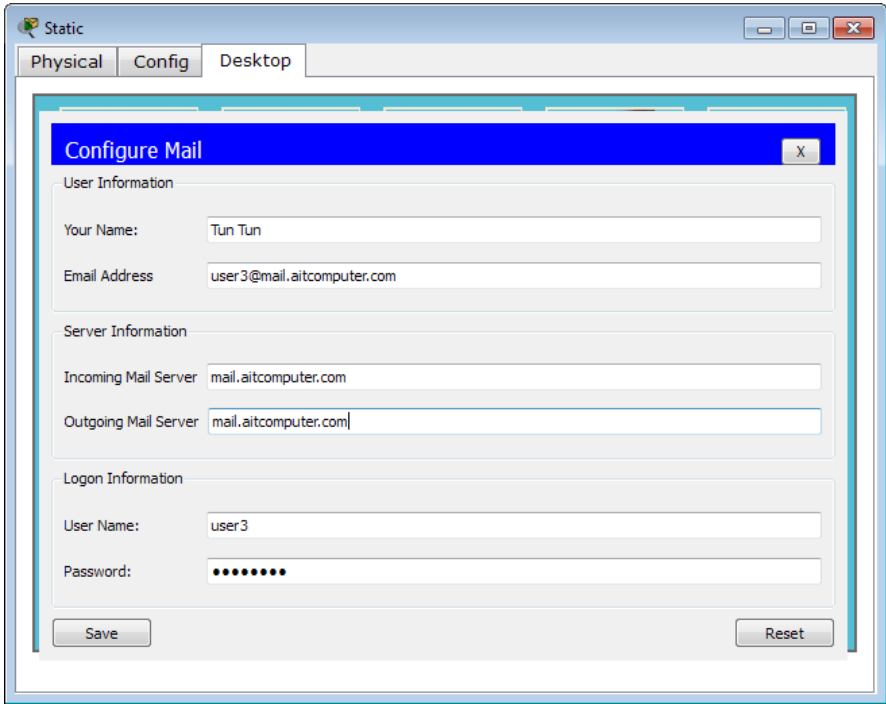 Static
Physical Config Desktop
Configure Mail X
User Information
Your Name: Tun Tun
Email Address user3@mail.aitcomputer.com
Server Information
Incoming Mail Server mail.aitcomputer.com
Outgoing Mail Server mail.aitcomputer.com
Logon Information
User Name: user3
Password: ●●●●●●●●
Save Reset